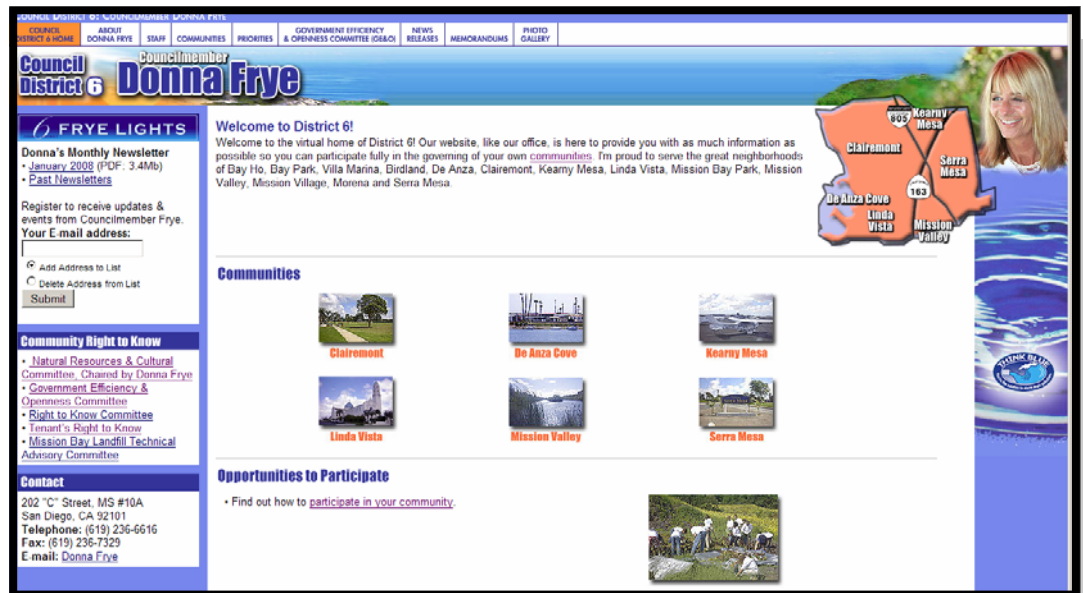 COUNCIL DISTRICT 6: COUNCILMEMBER DONNA FRYE
COUNCIL DISTRICT 6 HOME
ABOUT DONNA FRYE
STAFF
COMMUNITIES
PRIORITIES
GOVERNMENT EFFICIENCY & OPENNESS COMMITTEE (GE&O)
NEWS RELEASES
MEMORANDUMS
PHOTO GALLERY
Council District 6
Councilmember
Donna Frye
6 FRYE LIGHTS
Donna's Monthly Newsletter
• January 2008 (PDF: 3.4Mb)
• Past Newsletters
Register to receive updates &
events from Councilmember Frye.
Your E-mail address:
Add Address to List
Delete Address from List
Submit
Community Right to Know
• Natural Resources & Cultural
Committee, Chaired by Donna Frye
• Government Efficiency &
Openness Committee
• Right to Know Committee
• Tenant's Right to Know
• Mission Bay Landfill Technical
Advisory Committee
Contact
202 "C" Street, MS #10A
San Diego, CA 92101
Telephone: (619) 236-6616
Fax: (619) 236-7329
E-mail: Donna Frye
Welcome to District 6!
Welcome to the virtual home of District 6! Our website, like our office, is here to provide you with as much information as
possible so you can participate fully in the governing of your own communities. I'm proud to serve the great neighborhoods
of Bay Ho, Bay Park, Villa Marina, Birdland, De Anza, Clairemont, Kearny Mesa, Linda Vista, Mission Bay Park, Mission
Valley, Mission Village, Morena and Serra Mesa.
805
Kearny Mesa
Clairemont
Serra Mesa
163
De Anza Cove
Linda Vista
Mission Valley
Communities
Clairemont
De Anza Cove
Kearny Mesa
Linda Vista
Mission Valley
Serra Mesa
THINK BLUE
Opportunities to Participate
• Find out how to participate in your community.